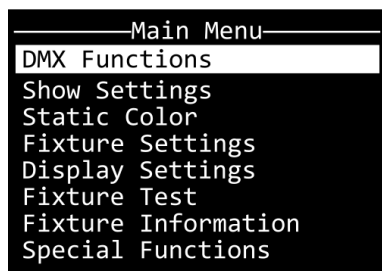 Main Menu
DMX Functions
Show Settings
Static Color
Fixture Settings
Display Settings
Fixture Test
Fixture Information
Special Functions